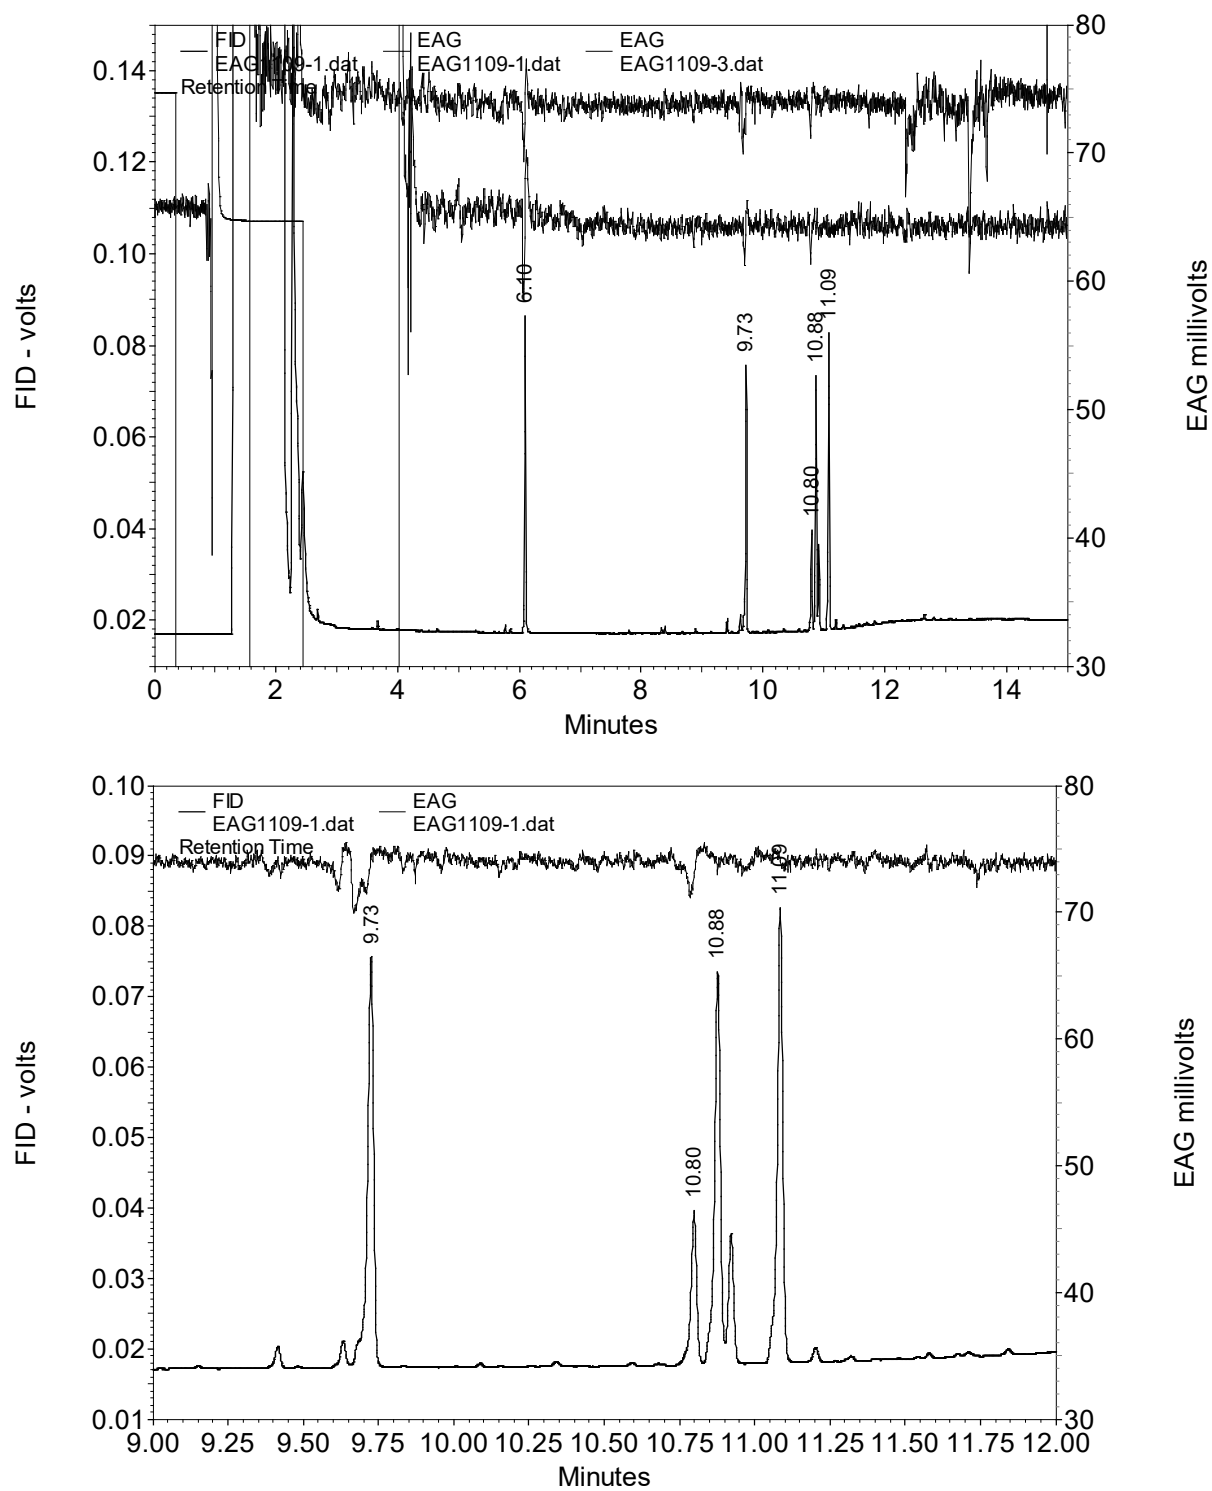 FID EAG EAG
EAG1109-1.dat EAG1109-1.dat EAG1109-3.dat
Retention Time
0.14
0.12
0.10
0.08
0.06
0.04
0.02
FID - volts
80
70
60
50
40
30
EAG millivolts
6.10
9.73
10.80
10.88
11.09
0 2 4 6 8 10 12 14
Minutes
FID EAG
EAG1109-1.dat EAG1109-1.dat
Retention Time
0.10
0.09
0.08
0.07
0.06
0.05
0.04
0.03
0.02
0.01
FID - volts
80
70
60
50
40
30
EAG millivolts
9.73
10.80
10.88
11.09
9.00 9.25 9.50 9.75 10.00 10.25 10.50 10.75 11.00 11.25 11.50 11.75 12.00
Minutes